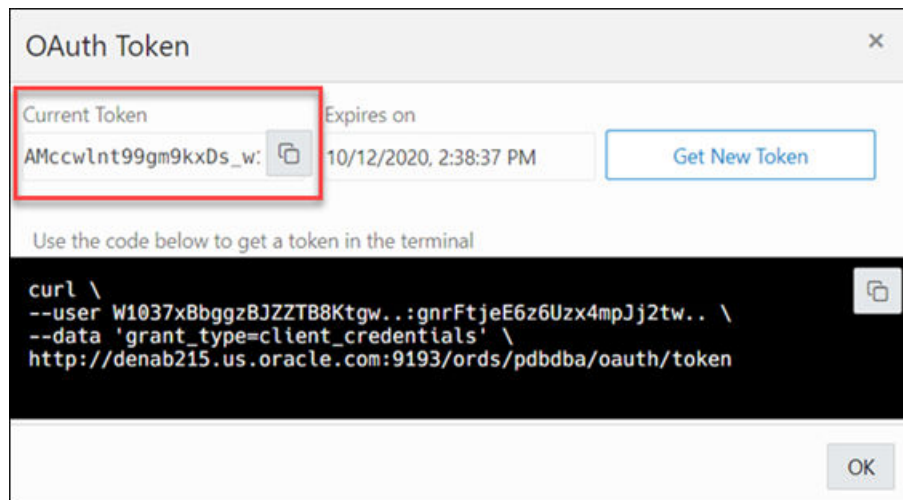 OAuth Token
Current Token
Expires on
AMccwlnt99gm9kxDs_w
10/12/2020, 2:38:37 PM
Get New Token
Use the code below to get a token in the terminal
curl \
--user W1037xBbggzBJZZTB8Ktgw..:gnrFtjeE6z6Uzx4mpJj2tw.. \
--data 'grant_type=client_credentials' \
http://denab215.us.oracle.com:9193/ords/pdbdba/oauth/token
OK